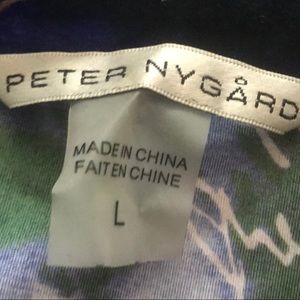 PETER NYGÅRD
MADE IN CHINA
FAIT EN CHINE
L